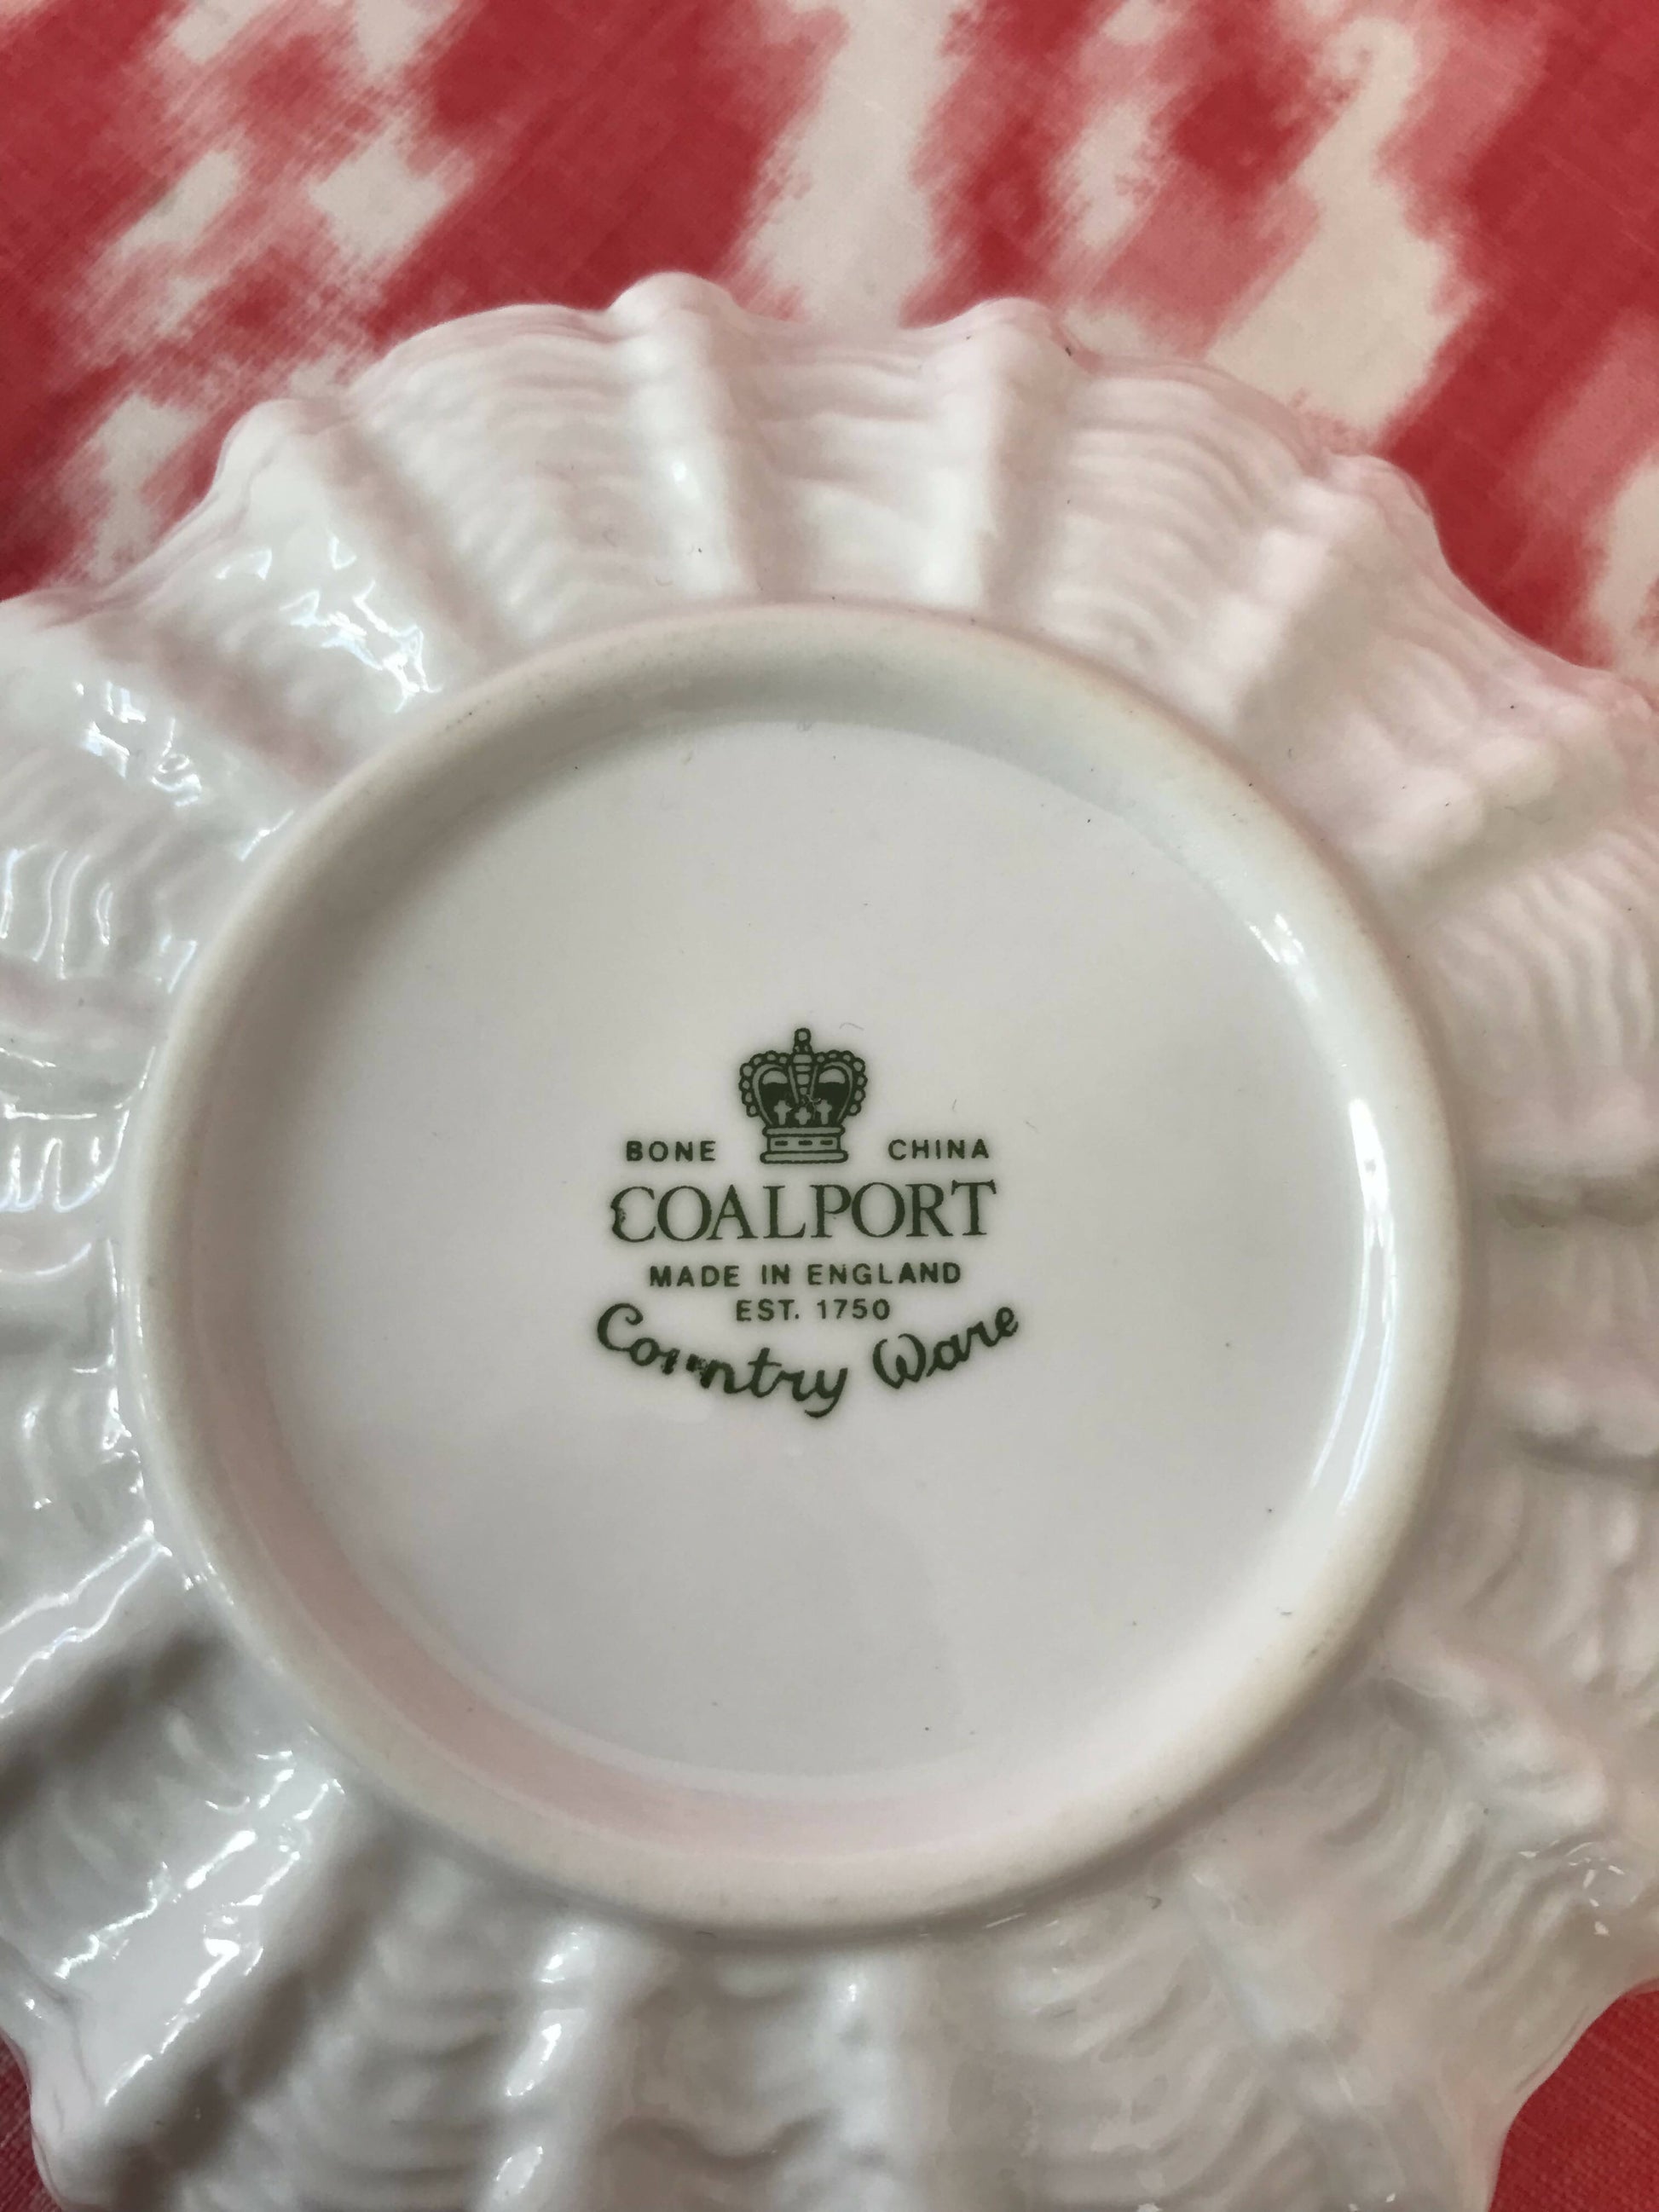 BONE CHINA
COALPORT
MADE IN ENGLAND
EST. 1750
Country Ware